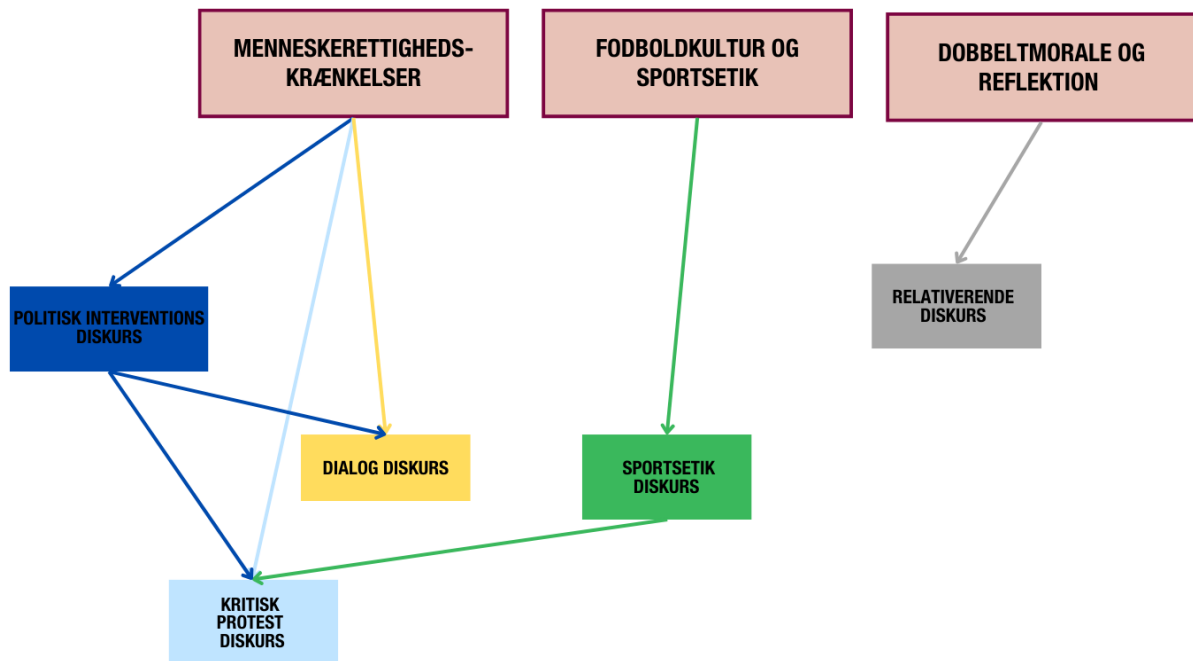 MENNESKERETTIGHEDS-
KRÆNKELSER
FODBOLDKULTUR OG
SPORTSETIK
DOBBELTMORALE OG
REFLEKTION
POLITISK INTERVENTIONS
DISKURS
RELATIVERENDE
DISKURS
DIALOG DISKURS
SPORTSETIK
DISKURS
KRITISK
PROTEST
DISKURS